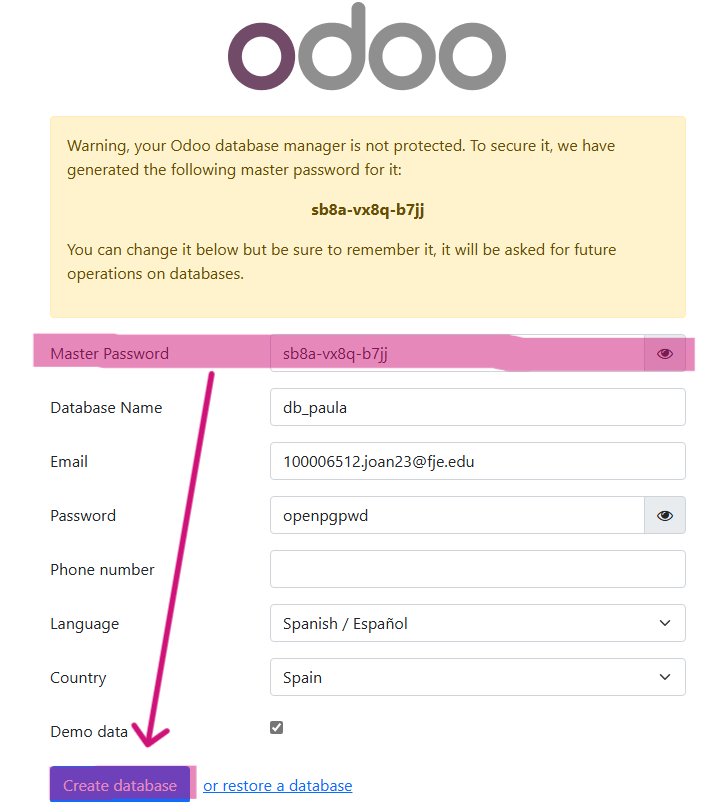 odoo
Warning, your Odoo database manager is not protected. To secure it, we have
generated the following master password for it:
sb8a-vx8q-b7jj
You can change it below but be sure to remember it, it will be asked for future
operations on databases.
Master Password sb8a-vx8q-b7jj
Database Name db_paula
Email 100006512.joan23@fje.edu
Password openpgpwd
Phone number
Language Spanish / Español
Country Spain
Demo data
Create database or restore a database